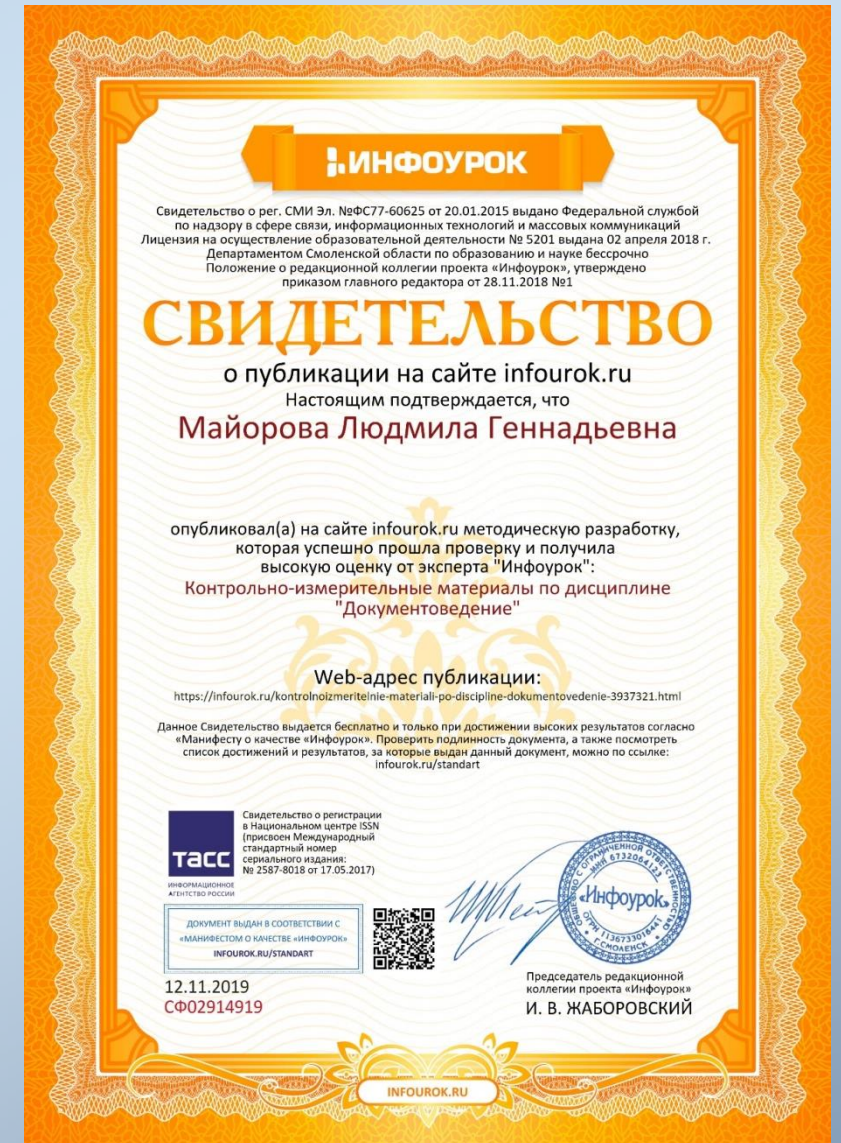 ИНФОУРОК
Свидетельство о рег. СМИ Эл. №ФС77-60625 от 20.01.2015 выдано Федеральной службой
по надзору в сфере связи, информационных технологий и массовых коммуникаций
Лицензия на осуществление образовательной деятельности № 5201 выдана 02 апреля 2018 г.
Департаментом Смоленской области по образованию и науке бессрочно
Положение о редакционной коллегии проекта «Инфоурок», утверждено
приказом главного редактора от 28.11.2018 №1
СВИДЕТЕЛЬСТВО
о публикации на сайте infourok.ru
Настоящим подтверждается, что
Майорова Людмила Геннадьевна
опубликовал(а) на сайте infourok.ru методическую разработку,
которая успешно прошла проверку и получила
высокую оценку от эксперта "Инфоурок":
Контрольно-измерительные материалы по дисциплине
"Документоведение"
Web-адрес публикации:
https://infourok.ru/kontrolnoizmeritelnie-materiali-po-discipline-dokumentovedenie-3937321.html
Данное Свидетельство выдается бесплатно и только при достижении высоких результатов согласно
«Манифесту о качестве «Инфоурок». Проверить подлинность документа, а также посмотреть
список достижений и результатов, за которые выдан данный документ, можно по ссылке:
infourok.ru/standart
Свидетельство о регистрации
в Национальном центре ISSN
(присвоен Международный
стандартный номер
сериального издания:
№ 2587-8018 от 17.05.2017)
ТАСС
ИНФОРМАЦИОННОЕ
АГЕНТСТВО РОССИИ
ДОКУМЕНТ ВЫДАН В СООТВЕТСТВИИ С
«МАНИФЕСТОМ О КАЧЕСТВЕ «ИНФОУРОК»
INFOUROK.RU/STANDART
ОБЩЕСТВО С ОГРАНИЧЕННОЙ ОТВЕТСТВЕННОСТЬЮ
ИНН 6732064123
«Инфоурок»
ОГРН 1136733016441
Г.СМОЛЕНСК
12.11.2019
СФ02914919
Председатель редакционной
коллегии проекта «Инфоурок»
И. В. ЖАБОРОВСКИЙ
INFOUROK.RU